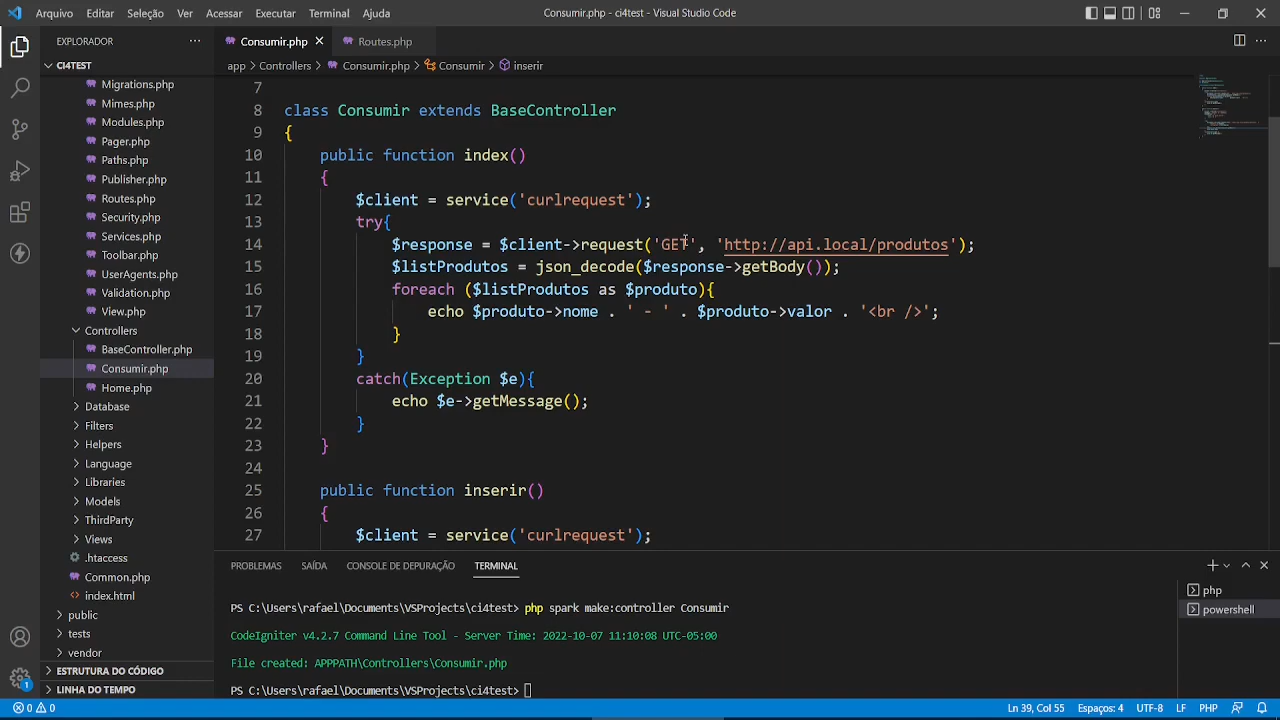 Arquivo Editar Seleção Ver Acessar Executar Terminal Ajuda
Consumir.php - ci4test - Visual Studio Code
EXPLORADOR
CI4TEST
Migrations.php
Mimes.php
Modules.php
Pager.php
Paths.php
Publisher.php
Routes.php
Security.php
Services.php
Toolbar.php
UserAgents.php
Validation.php
View.php
Controllers
BaseController.php
Consumir.php
Home.php
Database
Filters
Helpers
Language
Libraries
Models
ThirdParty
Views
.htaccess
Common.php
index.html
public
tests
vendor
ESTRUTURA DO CÓDIGO
LINHA DO TEMPO
Consumir.php Routes.php
app Controllers Consumir.php Consumir inserir
7
8 class Consumir extends BaseController
9 {
10 public function index()
11 {
12 $client = service('curlrequest');
13 try{
14 $response = $client->request('GET', 'http://api.local/produtos');
15 $listProdutos = json_decode($response->getBody());
16 foreach ($listProdutos as $produto){
17 echo $produto->nome . ' - ' . $produto->valor . '<br />';
18 }
19 }
20 catch(Exception $e){
21 echo $e->getMessage();
22 }
23 }
24
25 public function inserir()
26 {
27 $client = service('curlrequest');
PROBLEMAS SAÍDA CONSOLE DE DEPURAÇÃO TERMINAL
PS C:\Users\rafael\Documents\VSProjects\ci4test> php spark make:controller Consumir
CodeIgniter v4.2.7 Command Line Tool - Server Time: 2022-10-07 11:10:08 UTC-05:00
File created: APPPATH\Controllers\Consumir.php
PS C:\Users\rafael\Documents\VSProjects\ci4test>
php
powershell
1
0 0
Ln 39, Col 55 Espaços: 4 UTF-8 LF PHP